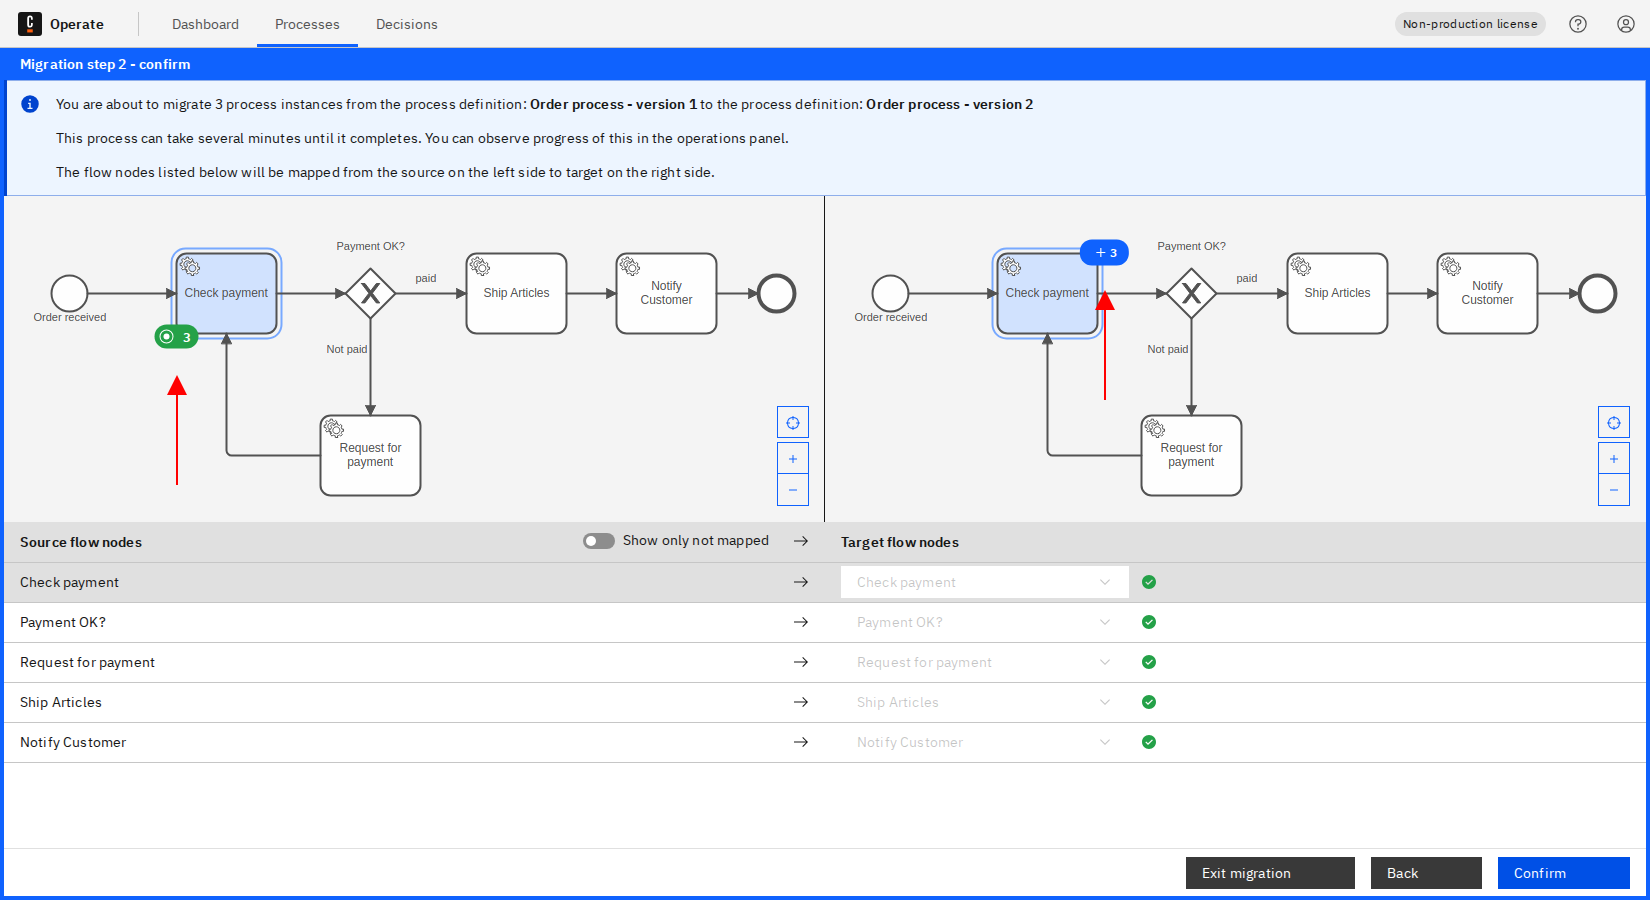 C Operate Dashboard Processes Decisions Non-production license
Migration step 2 - confirm
You are about to migrate 3 process instances from the process definition: Order process - version 1 to the process definition: Order process - version 2
This process can take several minutes until it completes. You can observe progress of this in the operations panel.
The flow nodes listed below will be mapped from the source on the left side to target on the right side.
Order received
Check payment
3
Payment OK?
paid
Not paid
Request for
payment
Ship Articles
Notify
Customer
Order received
Check payment
+ 3
Payment OK?
paid
Not paid
Request for
payment
Ship Articles
Notify
Customer
Source flow nodes Show only not mapped → Target flow nodes
Check payment → Check payment
Payment OK? → Payment OK?
Request for payment → Request for payment
Ship Articles → Ship Articles
Notify Customer → Notify Customer
Exit migration Back Confirm